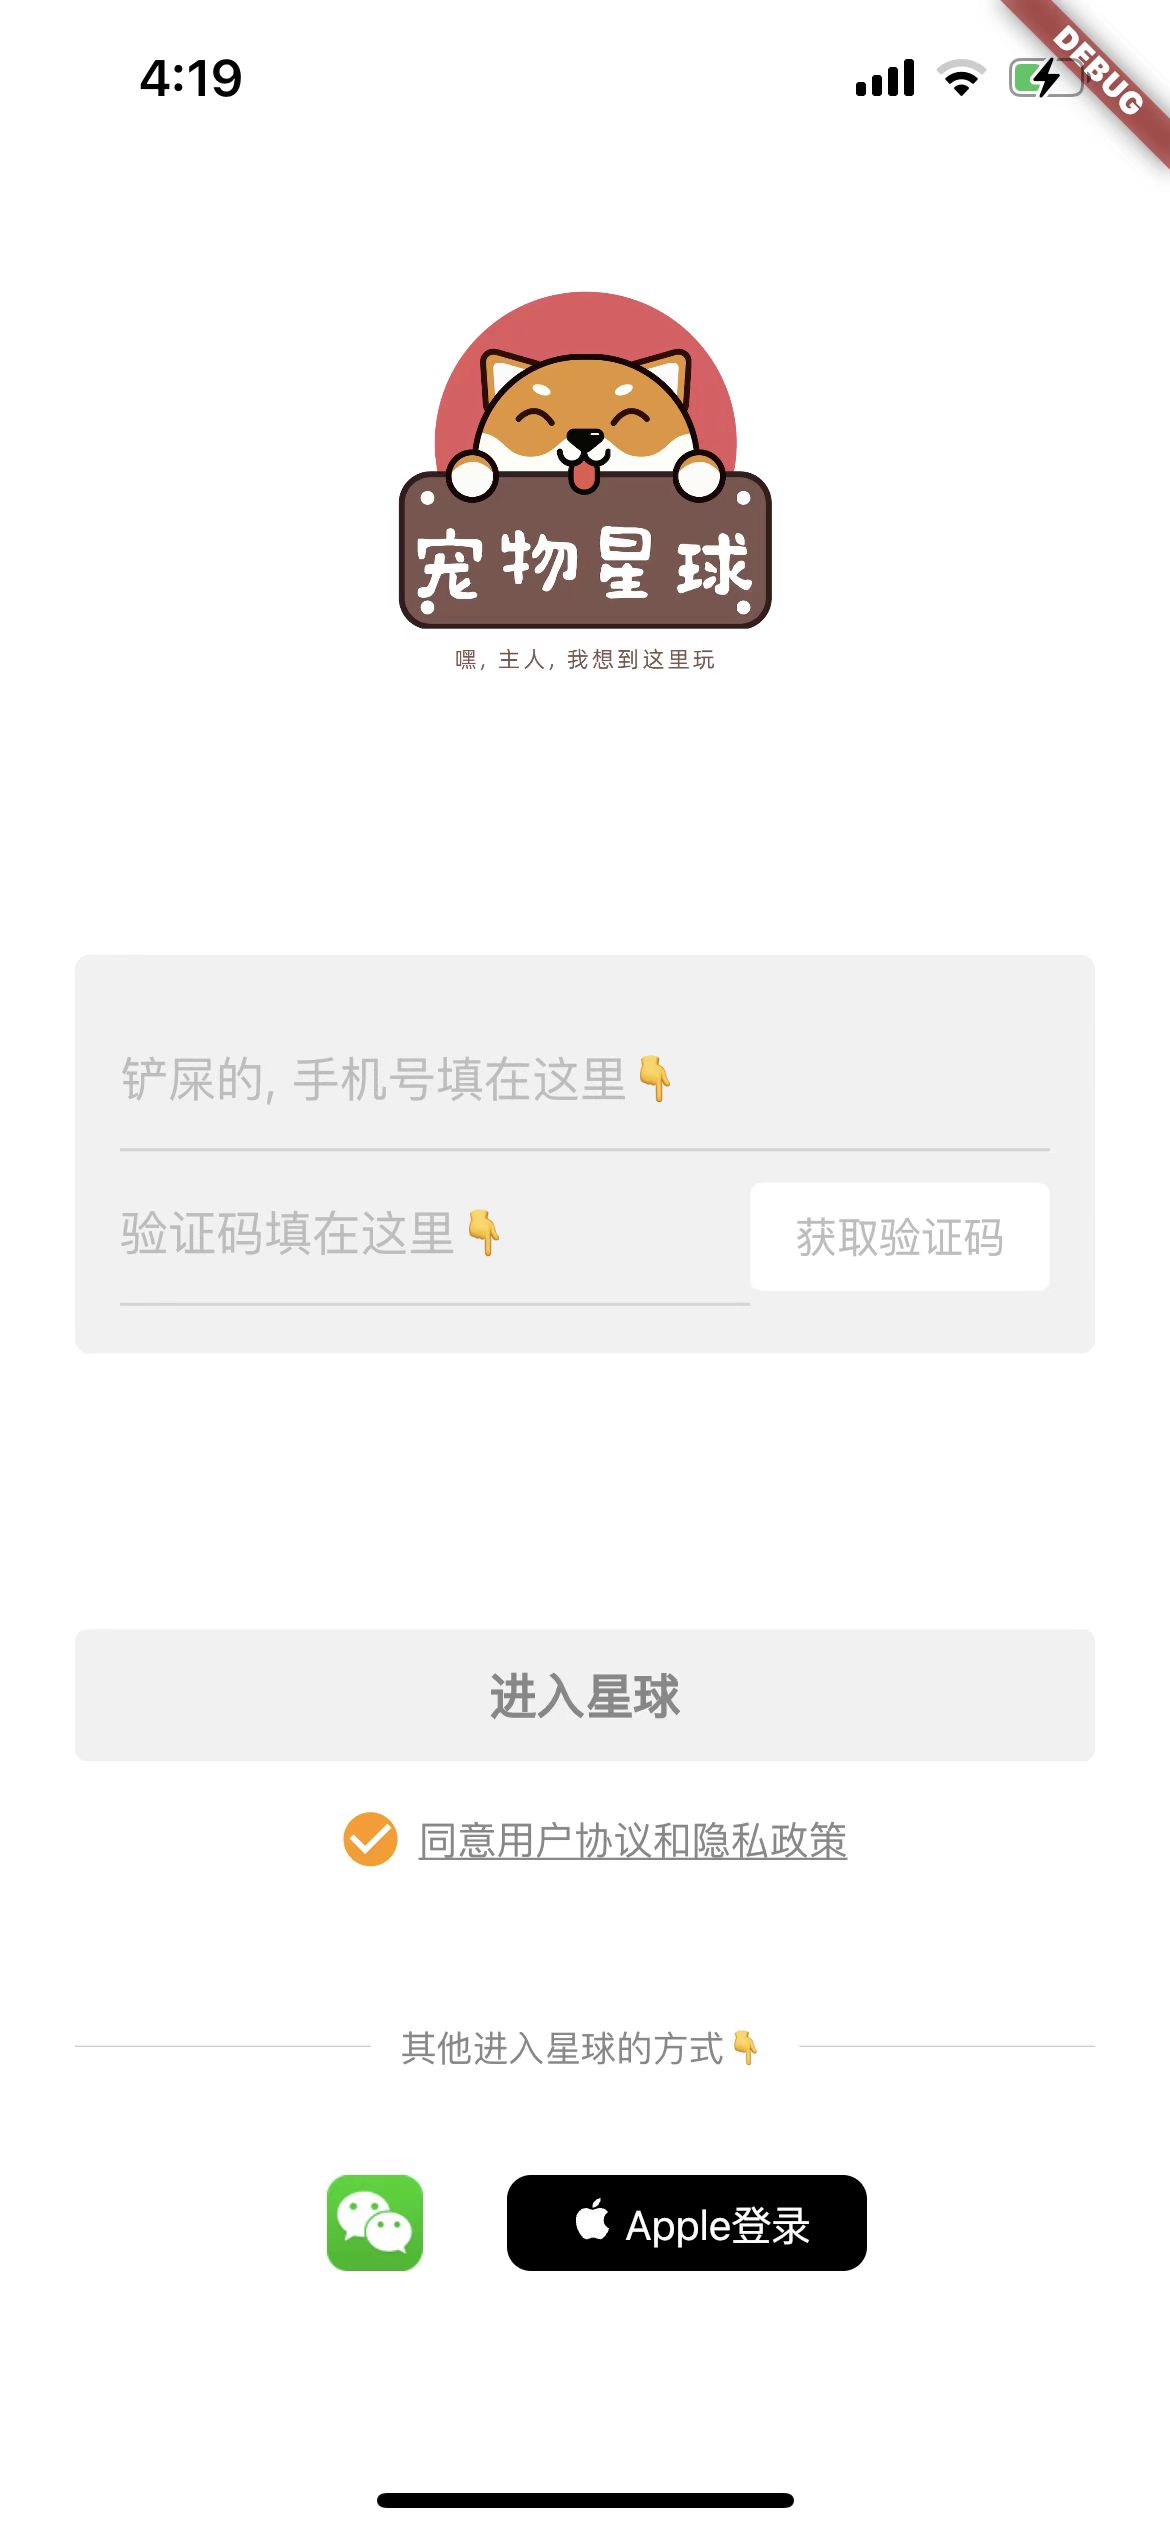 4:19
DEBUG
宠物星球
嘿, 主人, 我想到这里玩
铲屎的, 手机号填在这里👇
验证码填在这里👇
获取验证码
进入星球
同意用户协议和隐私政策
其他进入星球的方式👇
Apple登录